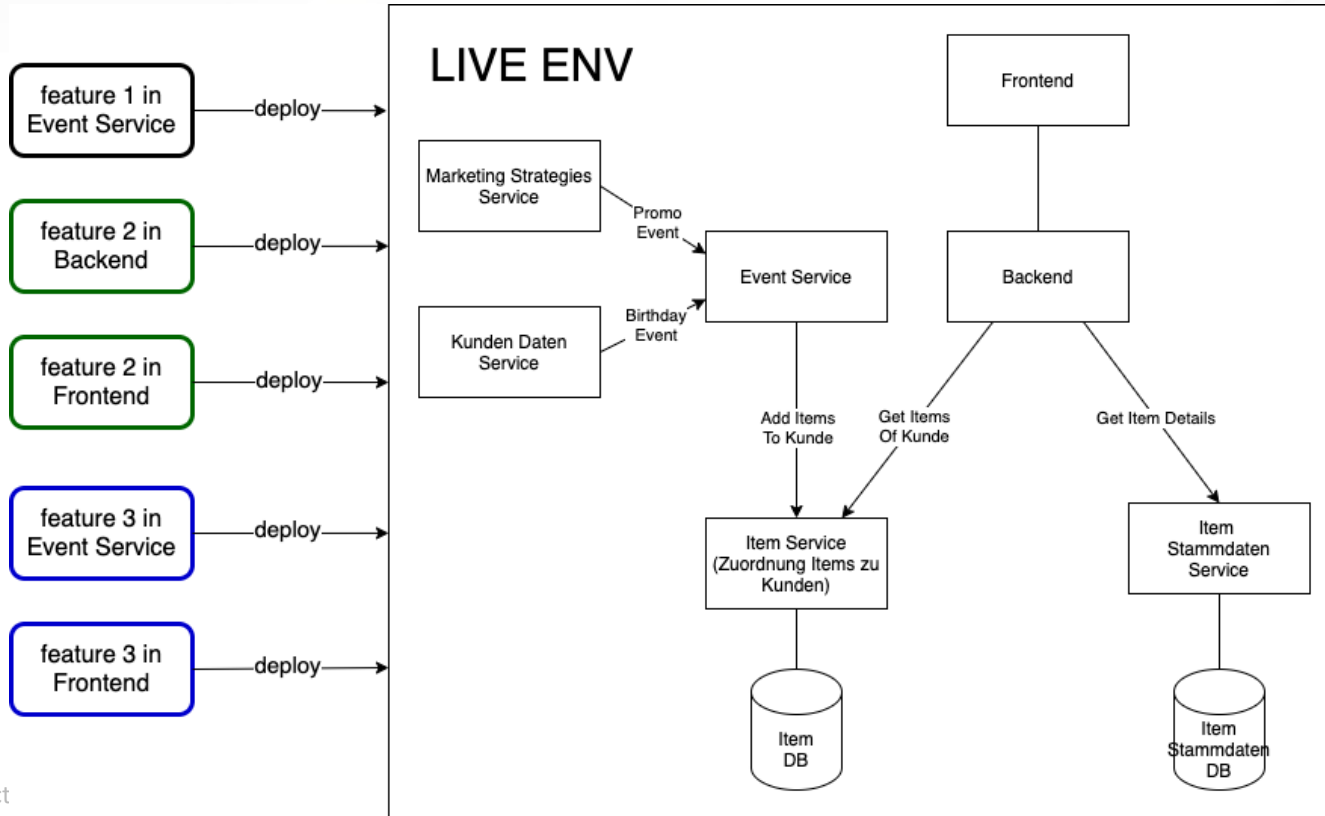 LIVE ENV
feature 1 in
Event Service
deploy
feature 2 in
Backend
deploy
feature 2 in
Frontend
deploy
feature 3 in
Event Service
deploy
feature 3 in
Frontend
deploy
Marketing Strategies
Service
Promo
Event
Kunden Daten
Service
Birthday
Event
Event Service
Frontend
Backend
Add Items
To Kunde
Get Items
Of Kunde
Get Item Details
Item Service
(Zuordnung Items zu
Kunden)
Item
Stammdaten
Service
Item
DB
Item
Stammdaten
DB